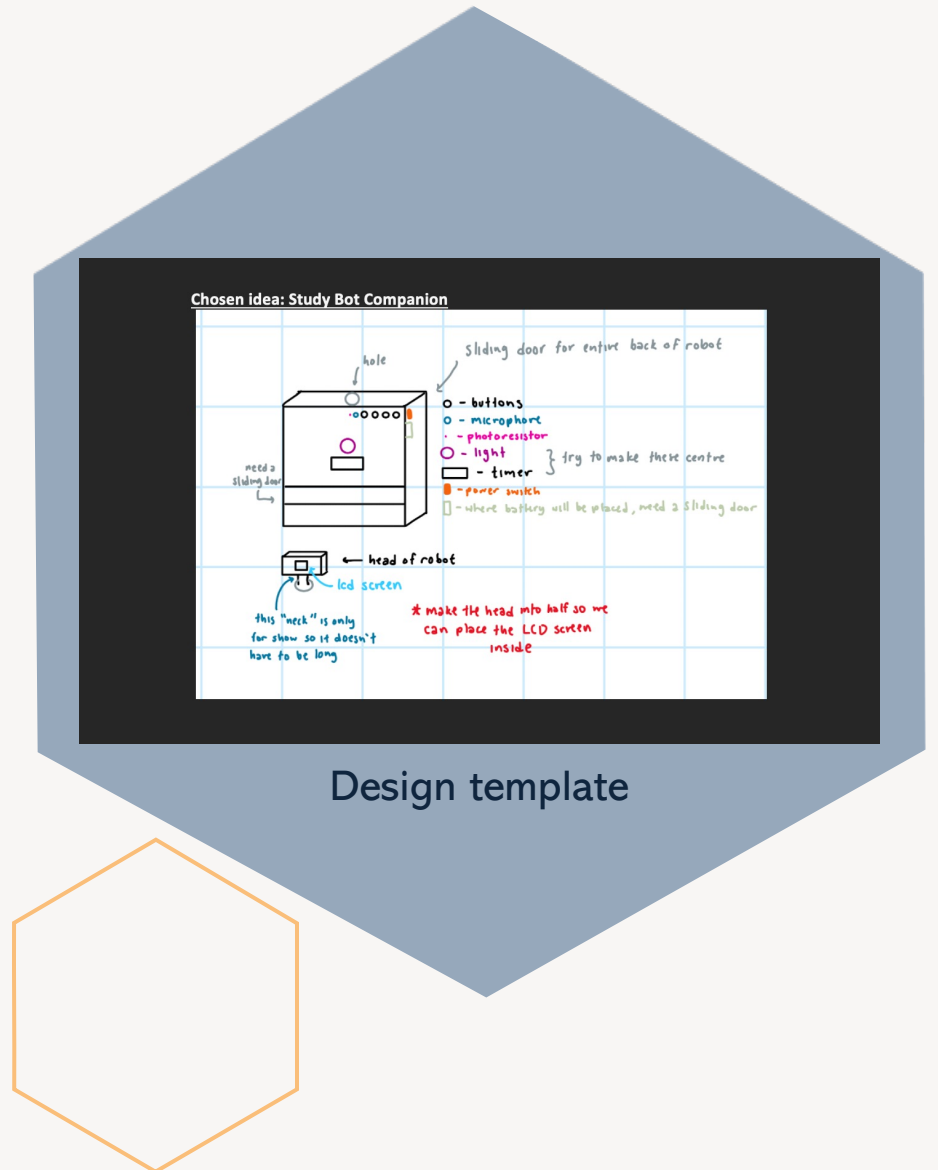 Chosen idea: Study Bot Companion
sliding door for entire back of robot
hole
- buttons
- microphone
- photoresistor
- light
- timer
try to make these centre
- power switch
- where battery will be placed, need a sliding door
need a
sliding door
← head of robot
lcd screen
this "neck" is only
for show so it doesn't
have to be long
* make the head into half so we
can place the LCD screen
inside
Design template